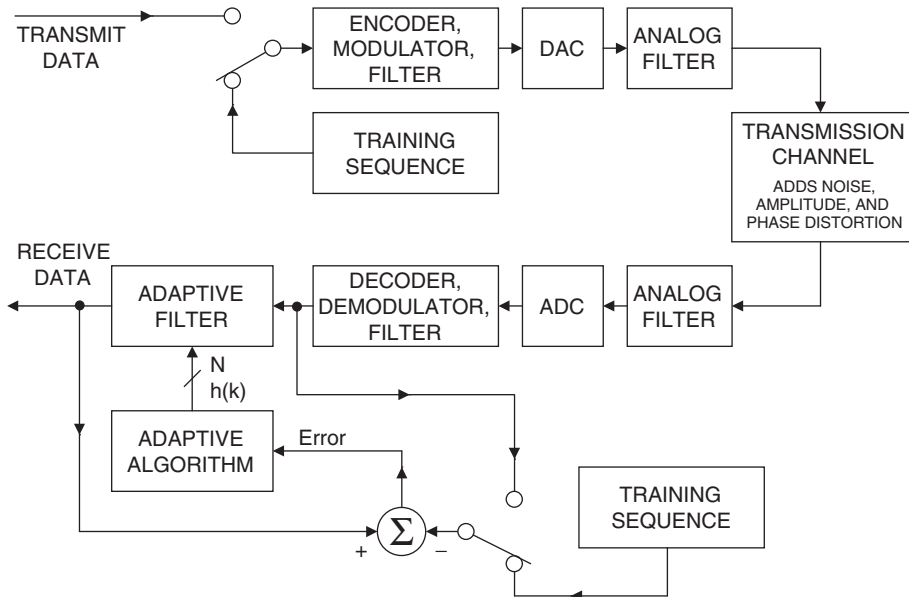 TRANSMIT
DATA
ENCODER,
MODULATOR,
FILTER
DAC
ANALOG
FILTER
TRAINING
SEQUENCE
TRANSMISSION
CHANNEL
ADDS NOISE,
AMPLITUDE, AND
PHASE DISTORTION
RECEIVE
DATA
ADAPTIVE
FILTER
DECODER,
DEMODULATOR,
FILTER
ADC
ANALOG
FILTER
N
h(k)
ADAPTIVE
ALGORITHM
Error
Σ
+
−
TRAINING
SEQUENCE